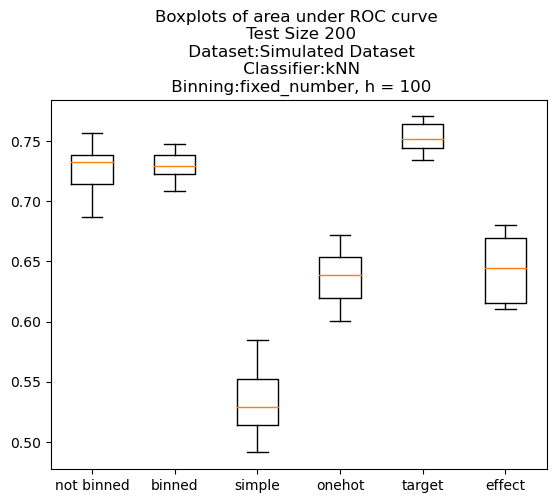 Boxplots of area under ROC curve
Test Size 200
Dataset:Simulated Dataset
Classifier:kNN
Binning:fixed_number, h = 100
0.75
0.70
0.65
0.60
0.55
0.50
not binned binned simple onehot target effect